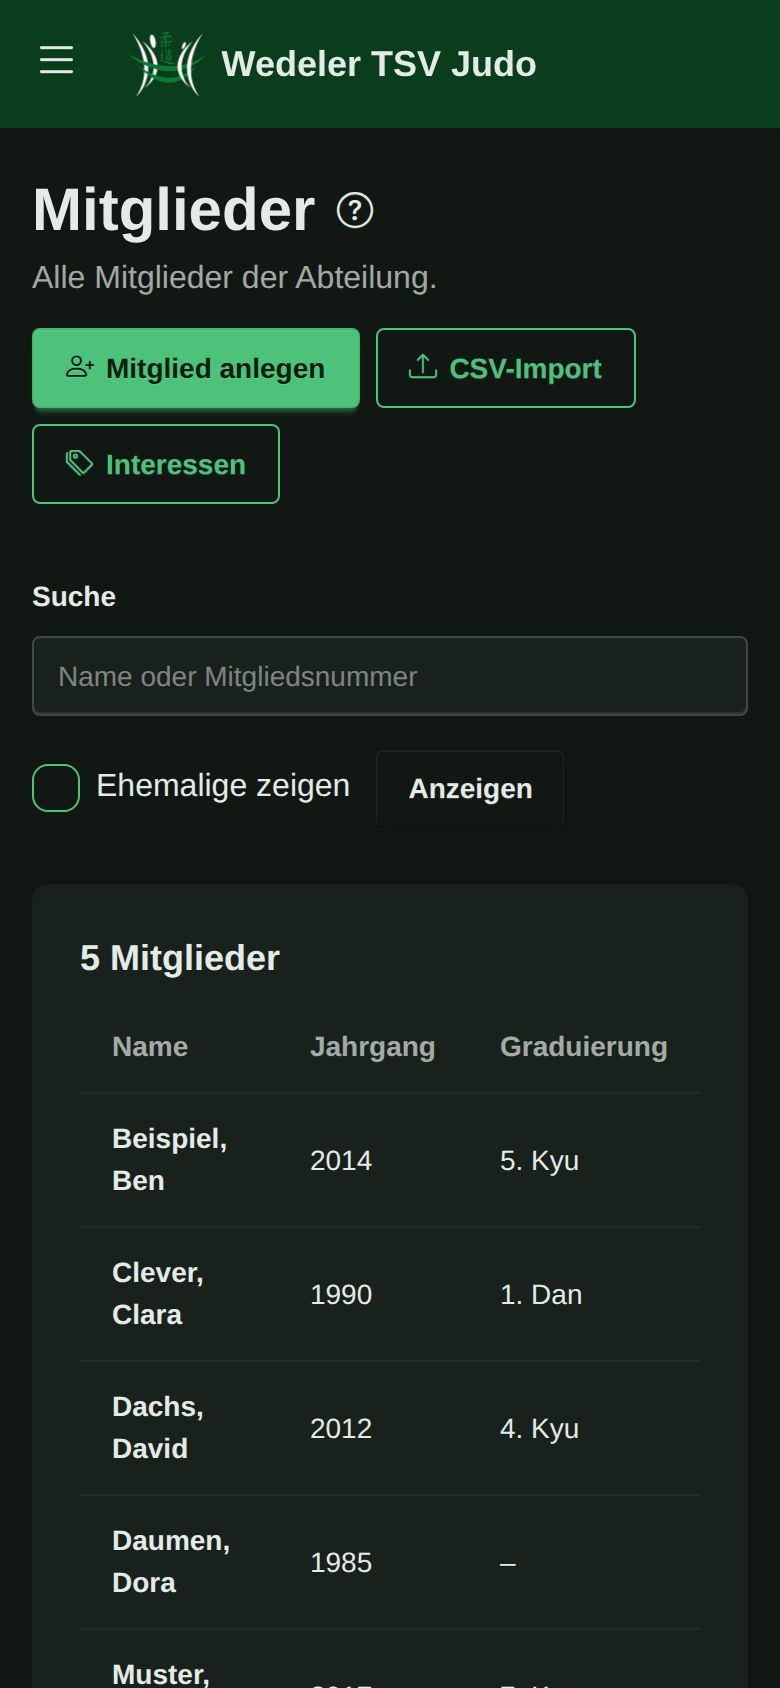 柔道
Wedeler TSV Judo
Mitglieder ?
Alle Mitglieder der Abteilung.
Mitglied anlegen CSV-Import
Interessen
Suche
Name oder Mitgliedsnummer
Ehemalige zeigen Anzeigen
5 Mitglieder
Name Jahrgang Graduierung
Beispiel,
Ben 2014 5. Kyu
Clever,
Clara 1990 1. Dan
Dachs,
David 2012 4. Kyu
Daumen,
Dora 1985 –
Muster,